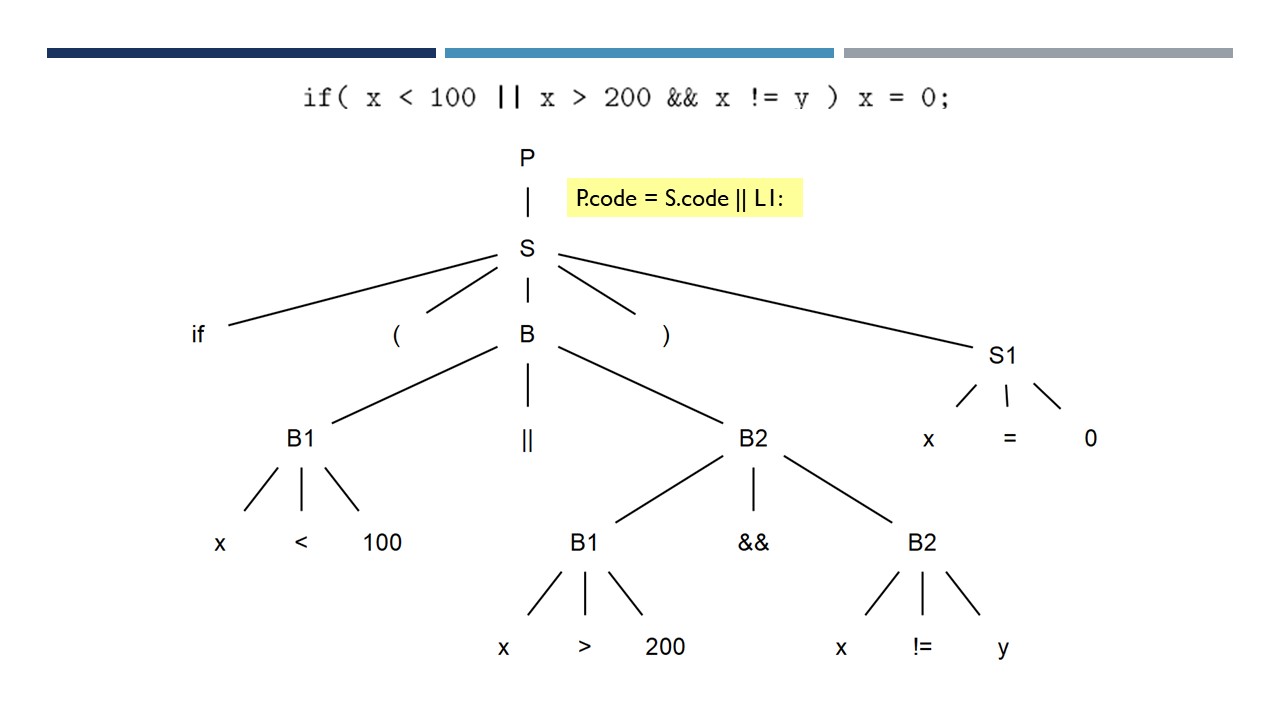 if( x < 100 || x > 200 && x != y ) x = 0;
P
P.code = S.code || L1:
S
if ( B )
S1
x = 0
B1 || B2
x < 100
B1 && B2
x > 200 x != y